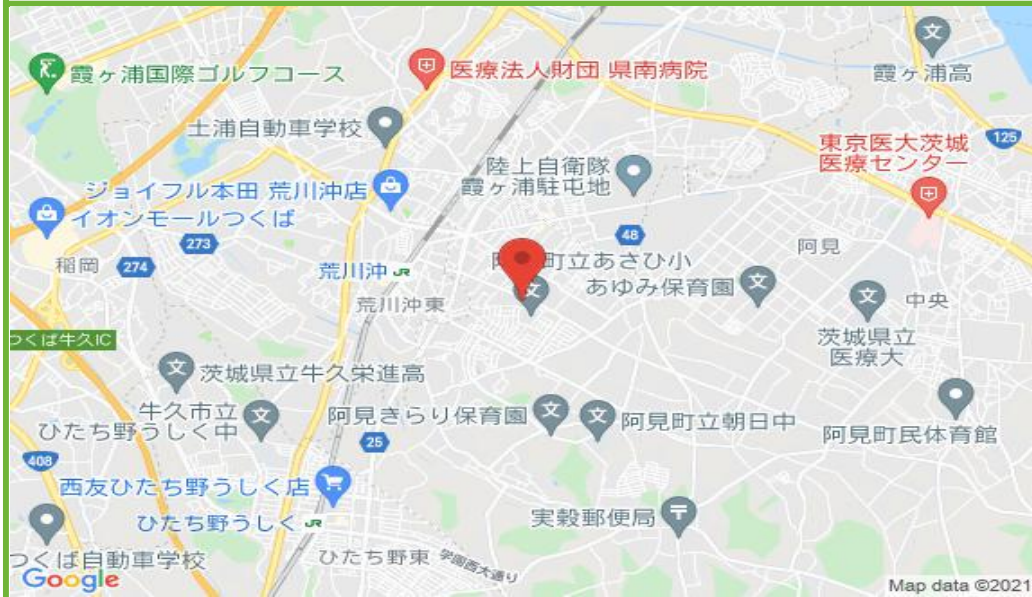 霞ヶ浦国際ゴルフコース
医療法人財団 県南病院
霞ヶ浦高
土浦自動車学校
125
東京医大茨城
医療センター
陸上自衛隊
霞ヶ浦駐屯地
ジョイフル本田 荒川沖店
イオンモールつくば
273
48
阿見
稲岡
274
荒川沖 JR
阿 町立あさひ小
あゆみ保育園
荒川沖東
中央
茨城県立
医療大
つくば牛久IC
茨城県立牛久栄進高
牛久市立
ひたち野うしく中
阿見きらり保育園
阿見町立朝日中
阿見町民体育館
25
408
西友ひたち野うしく店
ひたち野うしく JR
実穀郵便局
つくば自動車学校
ひたち野東
学園西大通り
Google
Map data ©2021